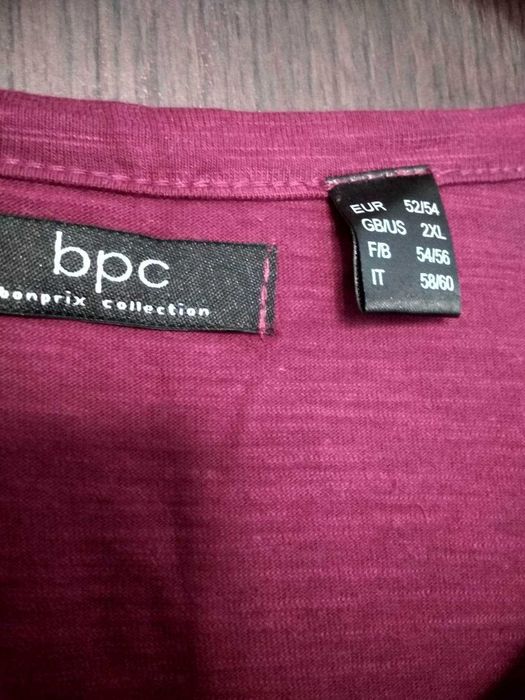 bpc
bonprix collection
EUR 52/54
GB/US 2XL
F/B 54/56
IT 58/60